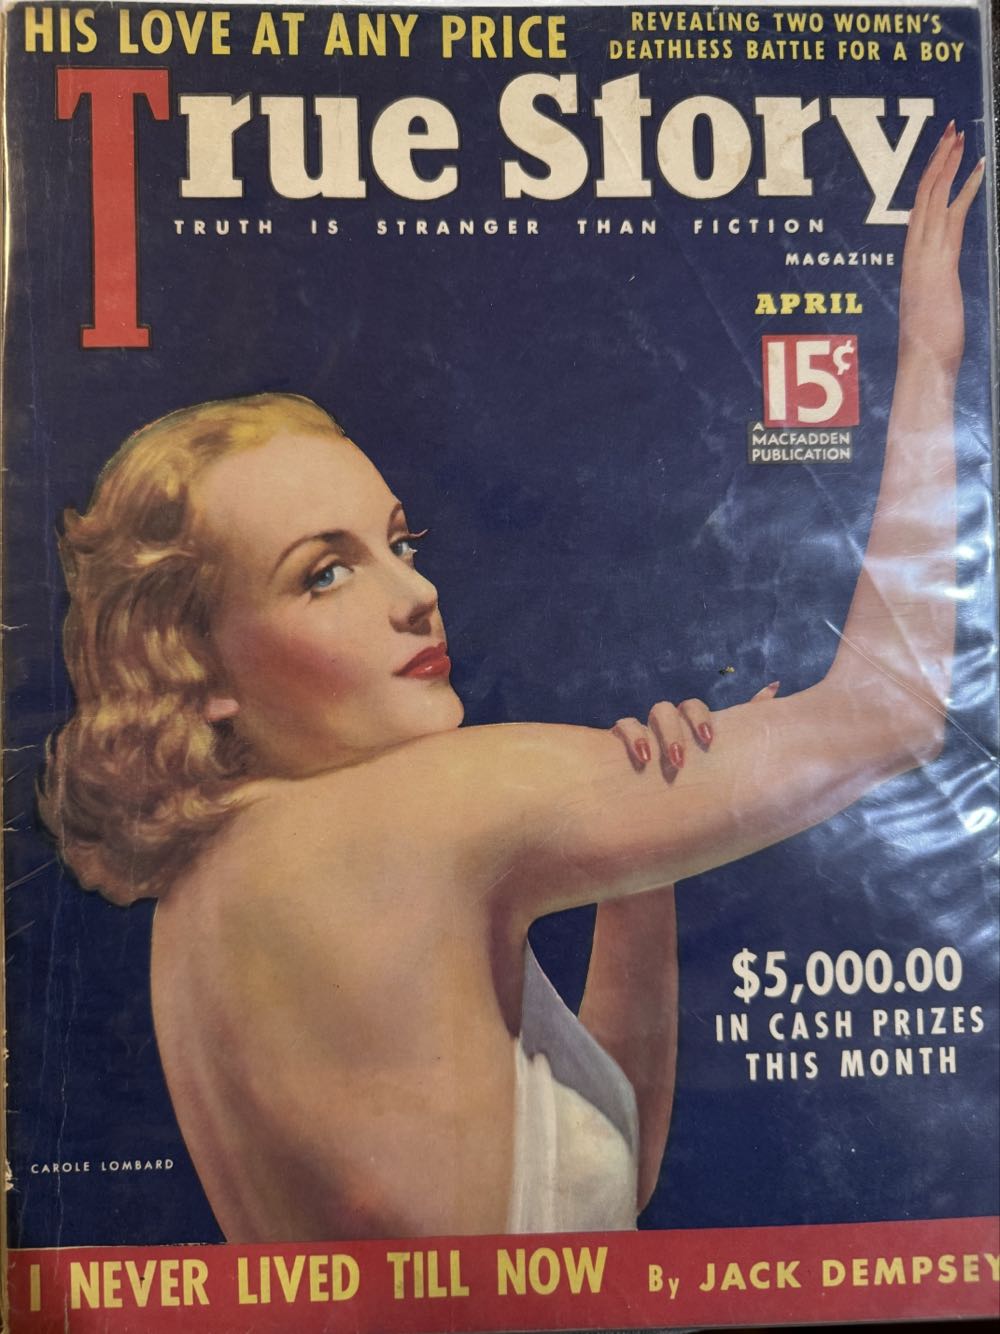 HIS LOVE AT ANY PRICE
REVEALING TWO WOMEN'S
DEATHLESS BATTLE FOR A BOY
True Story
TRUTH IS STRANGER THAN FICTION
MAGAZINE
APRIL
15¢
A
MACFADDEN
PUBLICATION
$5,000.00
IN CASH PRIZES
THIS MONTH
CAROLE LOMBARD
I NEVER LIVED TILL NOW By JACK DEMPSEY